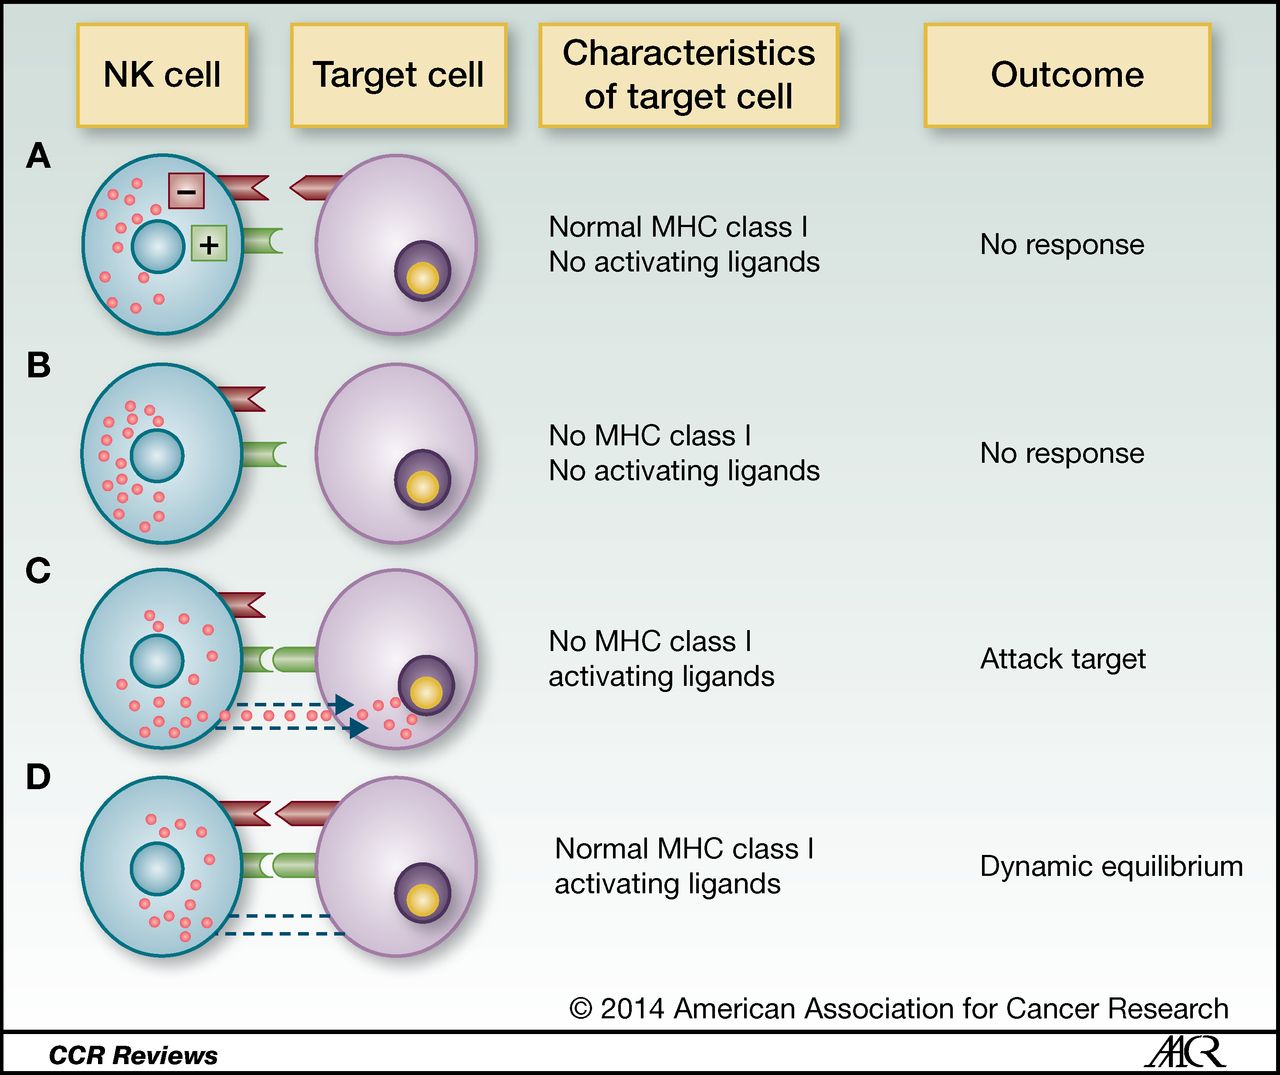 NK cell
Target cell
Characteristics
of target cell
Outcome
A
−
+
Normal MHC class I
No activating ligands
No response
B
No MHC class I
No activating ligands
No response
C
No MHC class I
activating ligands
Attack target
D
Normal MHC class I
activating ligands
Dynamic equilibrium
© 2014 American Association for Cancer Research
CCR Reviews
AACR